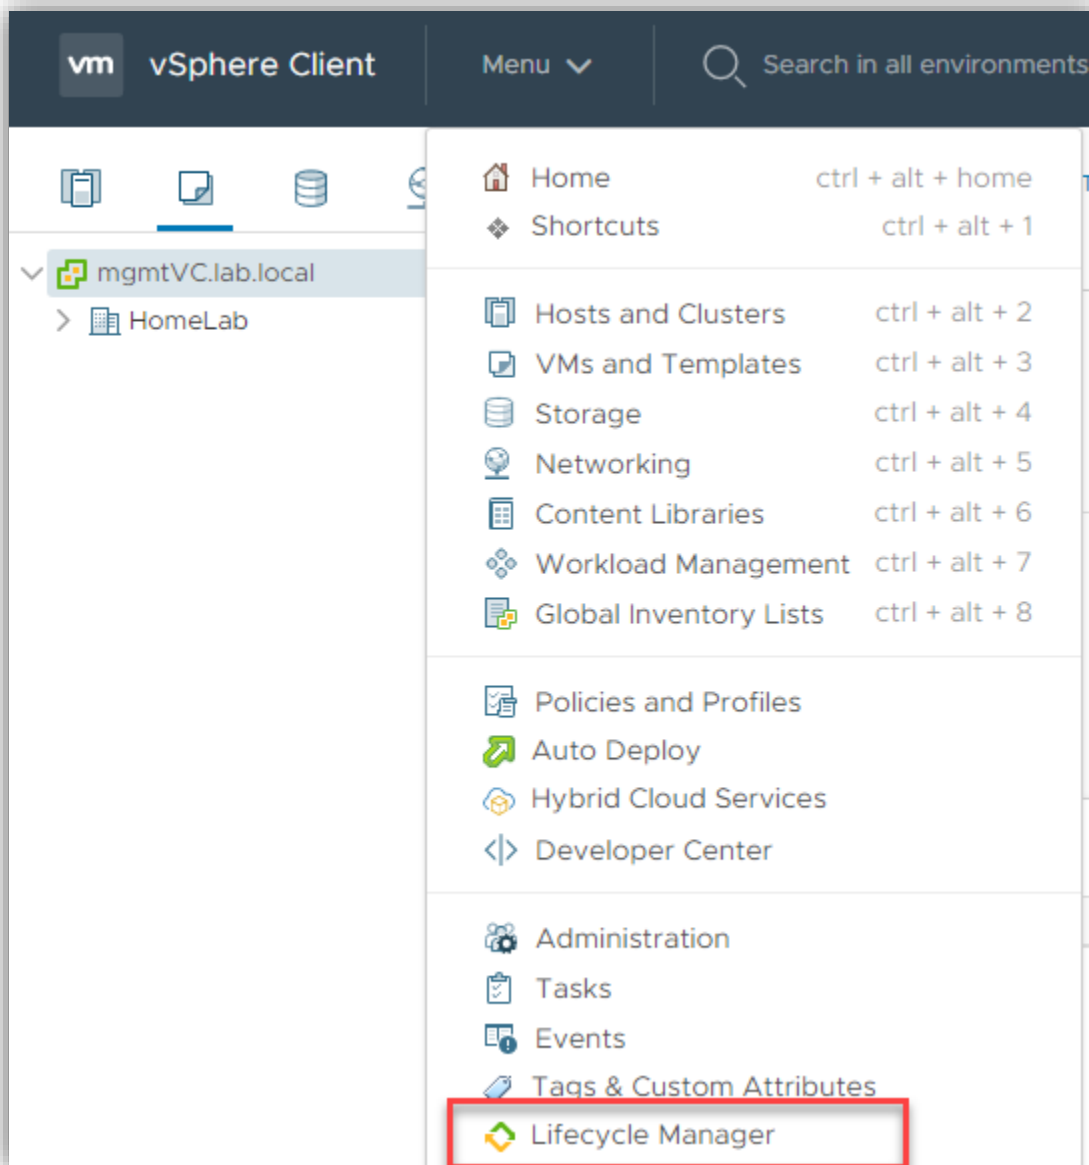 vm vSphere Client Menu Search in all environments
Home ctrl + alt + home
Shortcuts ctrl + alt + 1
mgmtVC.lab.local
HomeLab
Hosts and Clusters ctrl + alt + 2
VMs and Templates ctrl + alt + 3
Storage ctrl + alt + 4
Networking ctrl + alt + 5
Content Libraries ctrl + alt + 6
Workload Management ctrl + alt + 7
Global Inventory Lists ctrl + alt + 8
Policies and Profiles
Auto Deploy
Hybrid Cloud Services
Developer Center
Administration
Tasks
Events
Tags & Custom Attributes
Lifecycle Manager